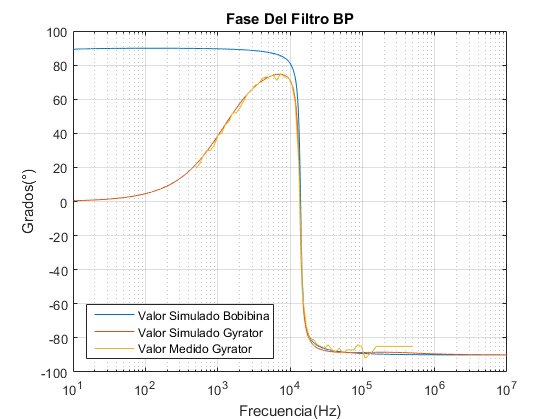 Fase Del Filtro BP
100
80
60
40
20
0
-20
-40
-60
-80
-100
Grados(°)
Valor Simulado Bobibina
Valor Simulado Gyrator
Valor Medido Gyrator
10^1 10^2 10^3 10^4 10^5 10^6 10^7
Frecuencia(Hz)